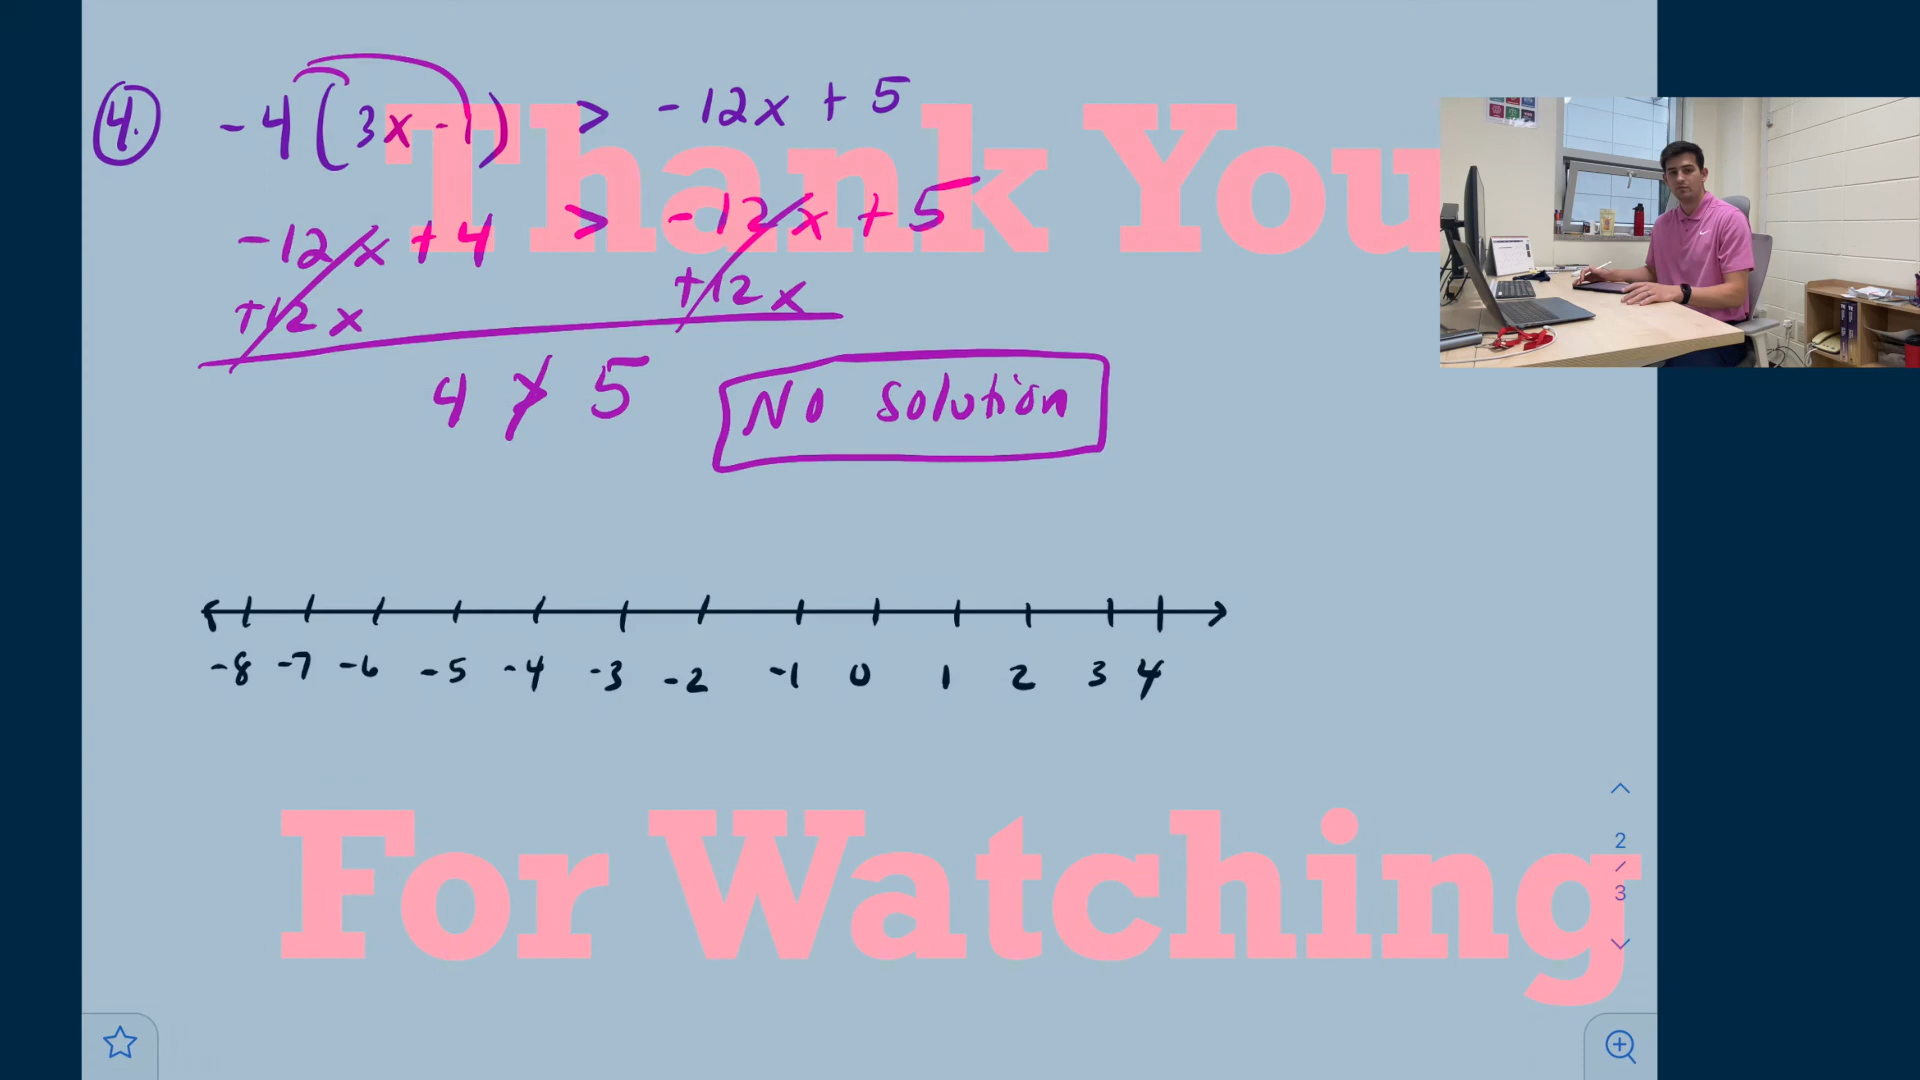 4. -4(3x-1) > -12x + 5
-12x + 4 > -12x + 5
+12x +12x
4 ≯ 5 No solution
-8 -7 -6 -5 -4 -3 -2 -1 0 1 2 3 4
Thank You
For Watching
2
/
3